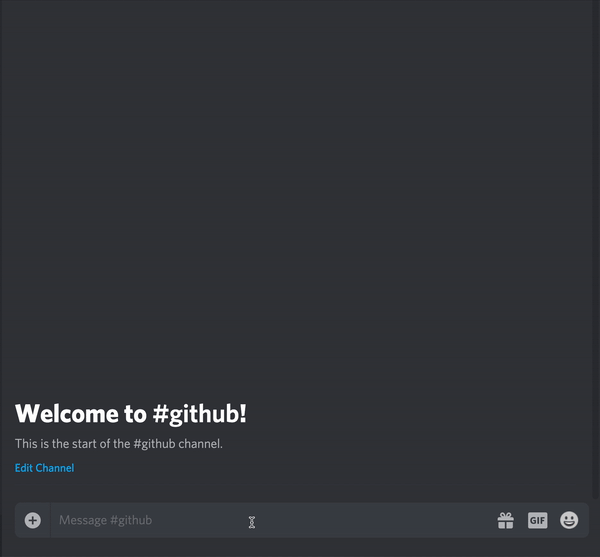 Welcome to #github!
This is the start of the #github channel.
Edit Channel
Message #github
GIF